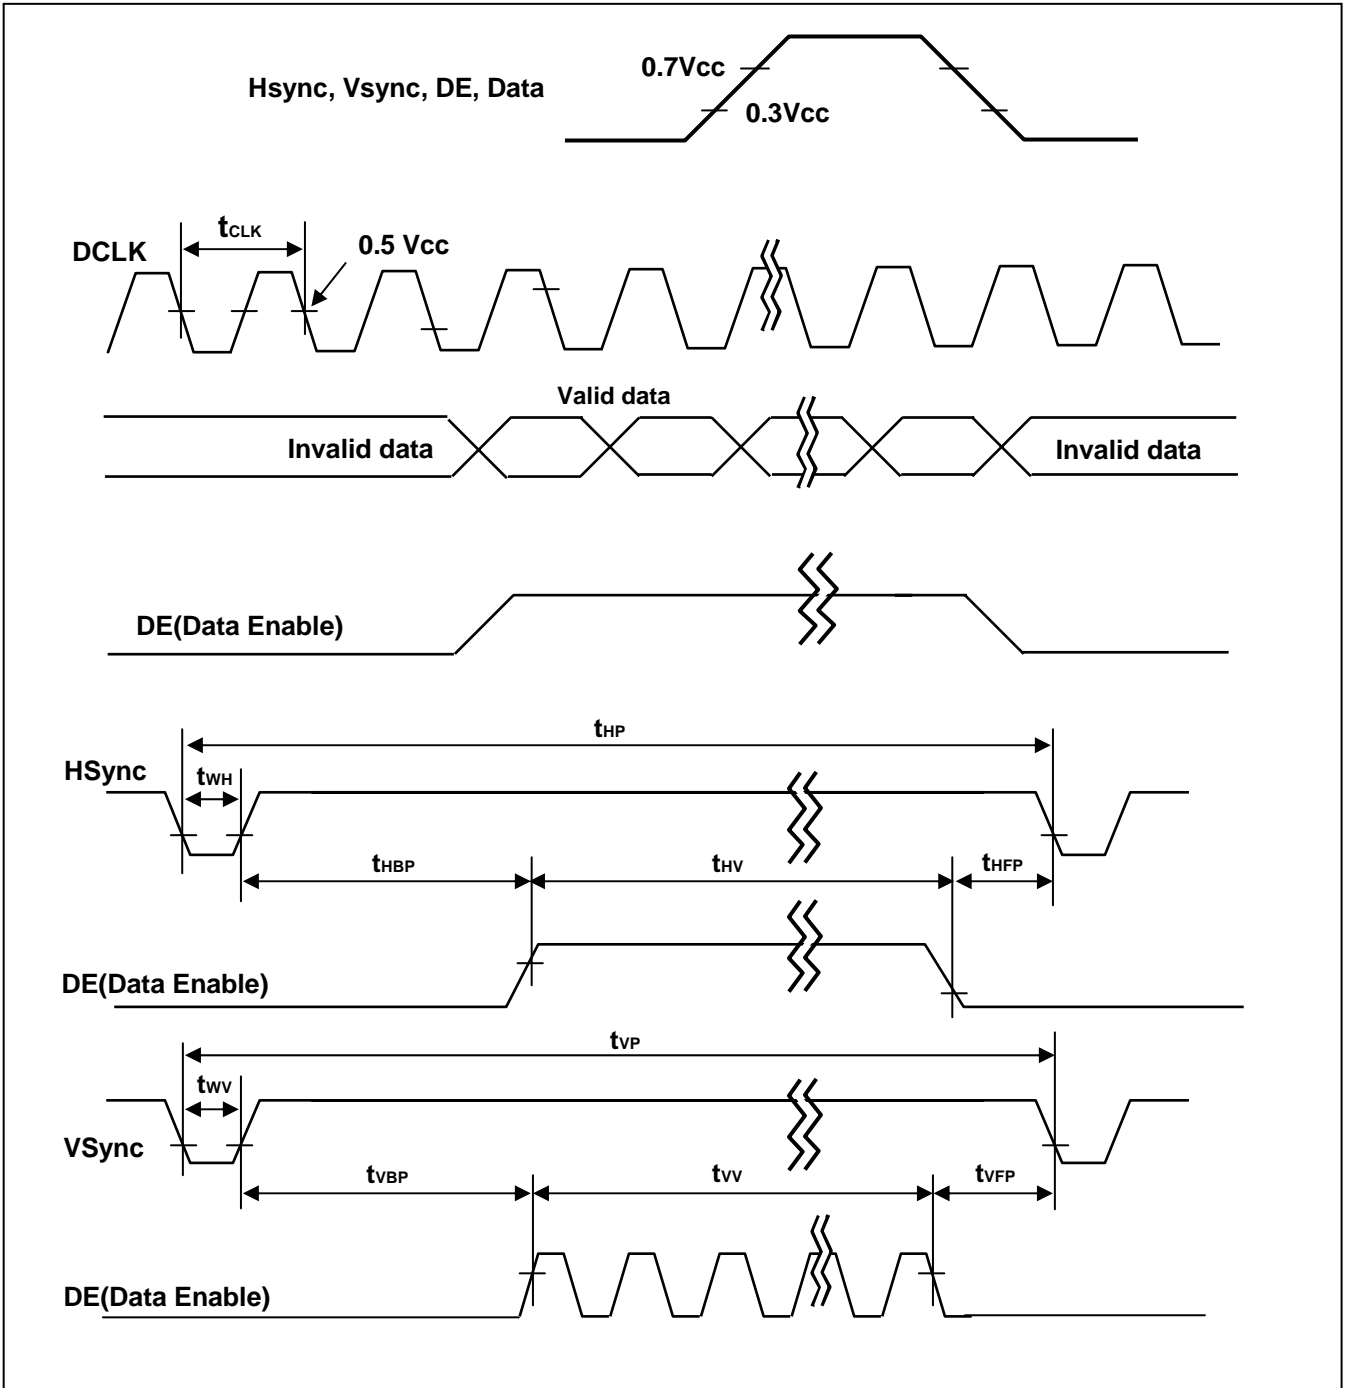 0.7Vcc
Hsync, Vsync, DE, Data
0.3Vcc
tCLK
DCLK
0.5 Vcc
Valid data
Invalid data
Invalid data
DE(Data Enable)
tHP
HSync
tWH
tHBP
tHV
tHFP
DE(Data Enable)
tVP
tWV
VSync
tVBP
tVV
tVFP
DE(Data Enable)